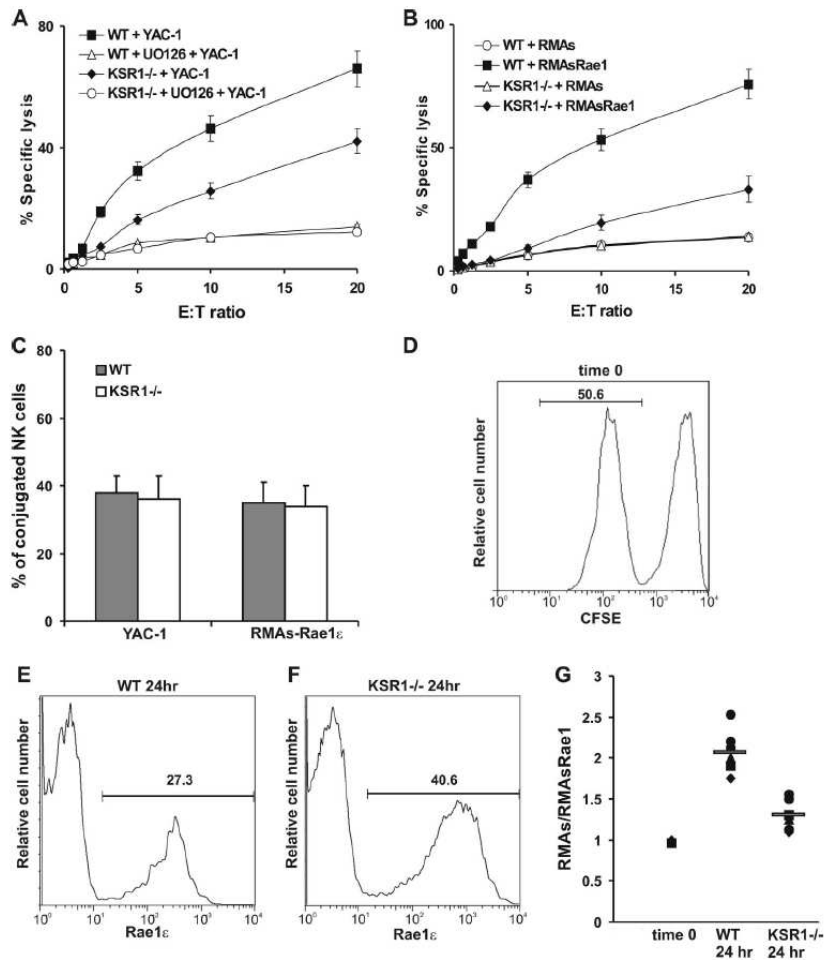 A
WT + YAC-1
WT + UO126 + YAC-1
KSR1-/- + YAC-1
KSR1-/- + UO126 + YAC-1
80
40
0
% Specific lysis
0 5 10 15 20
E:T ratio
B
WT + RMAs
WT + RMAsRae1
KSR1-/- + RMAs
KSR1-/- + RMAsRae1
100
50
0
% Specific lysis
0 5 10 15 20
E:T ratio
C
WT
KSR1-/-
80
60
40
20
0
% of conjugated NK cells
YAC-1 RMAs-Rae1ε
D
time 0
50.6
Relative cell number
10⁰ 10¹ 10² 10³ 10⁴
CFSE
E
WT 24hr
27.3
Relative cell number
10⁰ 10¹ 10² 10³ 10⁴
Rae1ε
F
KSR1-/- 24hr
40.6
Relative cell number
10⁰ 10¹ 10² 10³ 10⁴
Rae1ε
G
3
2.5
2
1.5
1
0.5
0
RMAs/RMAsRae1
time 0 WT KSR1-/-
24 hr 24 hr